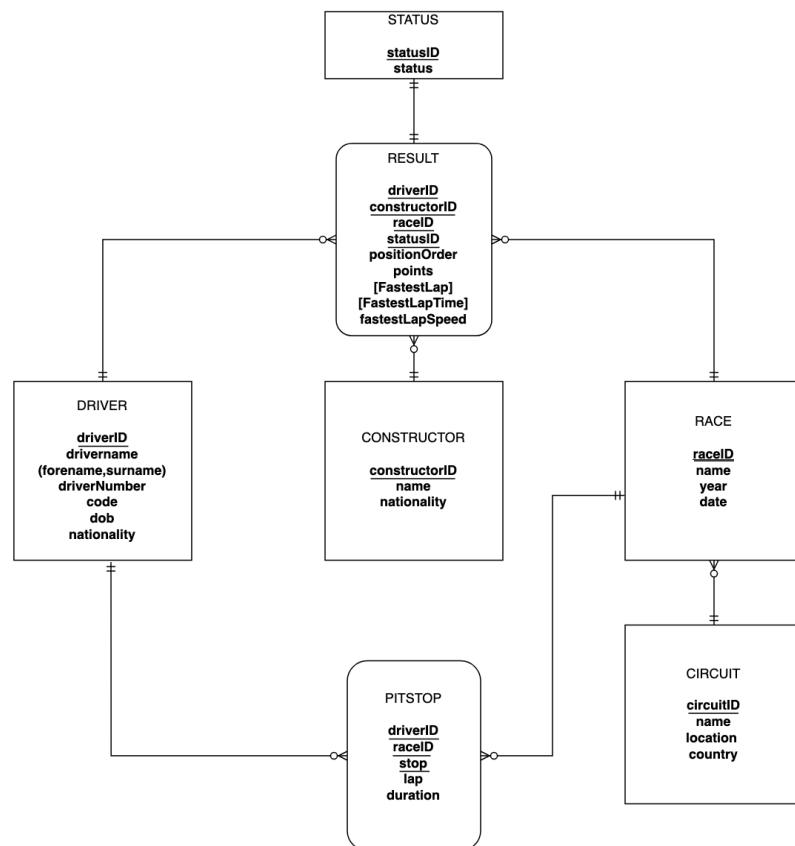 STATUS
statusID
status
RESULT
driverID
constructorID
raceID
statusID
positionOrder
points
[FastestLap]
[FastestLapTime]
fastestLapSpeed
DRIVER
driverID
drivername
(forename,surname)
driverNumber
code
dob
nationality
CONSTRUCTOR
constructorID
name
nationality
RACE
raceID
name
year
date
PITSTOP
driverID
raceID
stop
lap
duration
CIRCUIT
circuitID
name
location
country